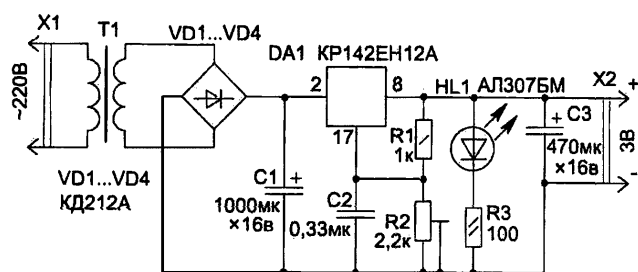 X1
T1
VD1...VD4
DA1 КР142ЕН12А
2
8
HL1
АЛ307БМ
X2
+
~220В
17
R1
1к
C3
470мк
×16в
3В
-
VD1...VD4
КД212А
C1
+
1000мк
×16в
C2
0,33мк
R2
2,2к
R3
100
+